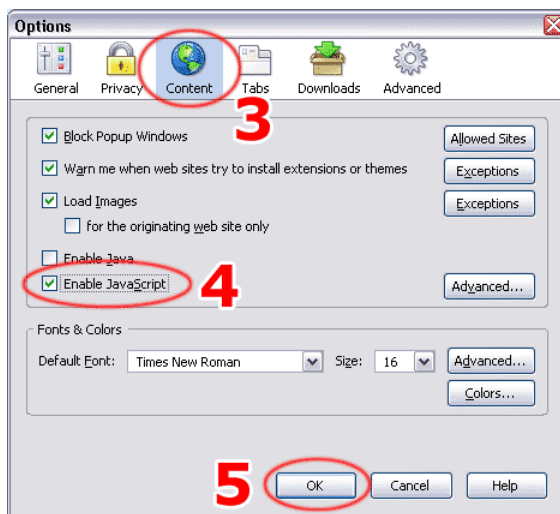 Options
General Privacy Content Tabs Downloads Advanced
3
Block Popup Windows Allowed Sites
Warn me when web sites try to install extensions or themes Exceptions
Load Images Exceptions
for the originating web site only
Enable Java
Enable JavaScript 4 Advanced...
Fonts & Colors
Default Font: Times New Roman Size: 16 Advanced...
Colors...
5 OK Cancel Help